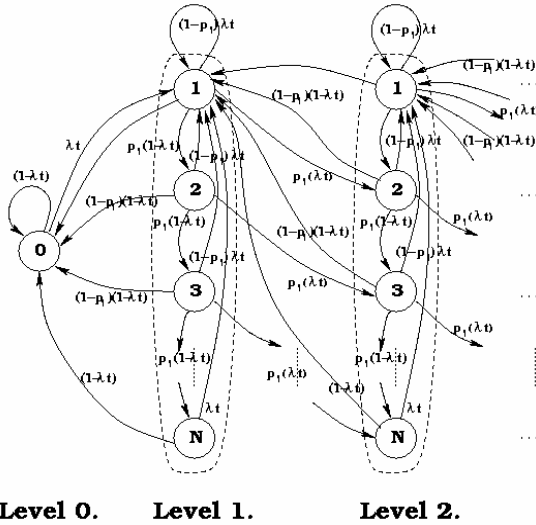 (1-p₁)λt (1-p₁)λt
(1-p₁)(1-λt)
1 1
(1-p₁)(1-λt) p₁(λt)
λt p₁(1-λt) (1-p₁)λt (1-p₁)λt (1-p₁)(1-λt)
(1-λt) p₁(λt)
2 2
(1-p₁)(1-λt) p₁(λt)
p₁(1-λt) p₁(1-λt)
(1-p₁)(1-λt)
0 (1-p₁)λt (1-p₁)λt
3 p₁(λt) 3
(1-p₁)(1-λt)
p₁(λt)
p₁(1-λt) p₁(1-λt)
p₁(λt)
(1-λt) (1-λt)
λt λt
N N
Level 0. Level 1. Level 2.